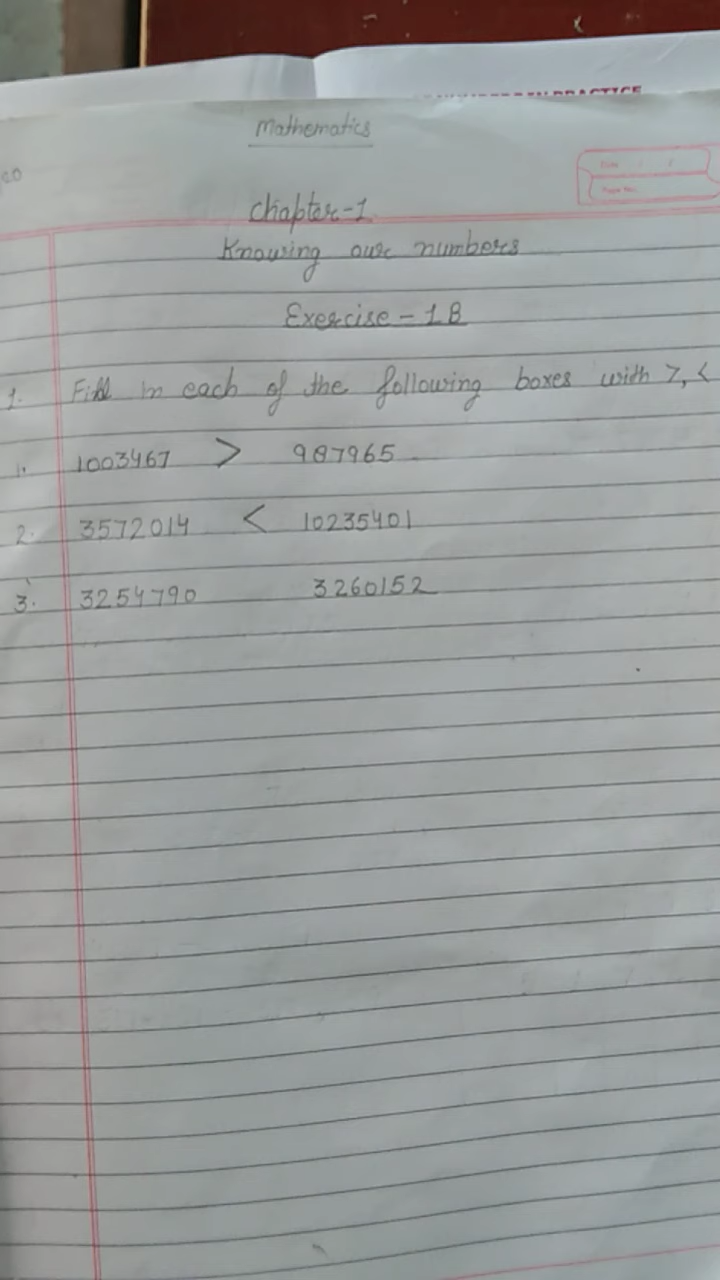 Mathematics
Chapter-1
Knowing our numbers
Exercise - 1B
1. Fill in each of the following boxes with >, <
1. 1003467 > 987965
2. 3572014 < 10235401
3. 3254790 3260152